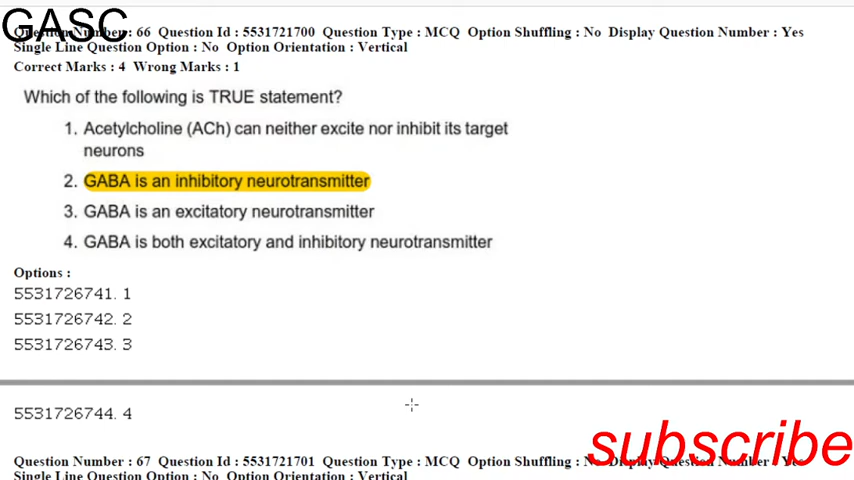 GASC
Question Number : 66 Question Id : 5531721700 Question Type : MCQ Option Shuffling : No Display Question Number : Yes
Single Line Question Option : No Option Orientation : Vertical
Correct Marks : 4 Wrong Marks : 1
Which of the following is TRUE statement?
1. Acetylcholine (ACh) can neither excite nor inhibit its target
neurons
2. GABA is an inhibitory neurotransmitter
3. GABA is an excitatory neurotransmitter
4. GABA is both excitatory and inhibitory neurotransmitter
Options :
5531726741. 1
5531726742. 2
5531726743. 3
5531726744. 4
subscribe
Question Number : 67 Question Id : 5531721701 Question Type : MCQ Option Shuffling : No Display Question Number : Yes
Single Line Question Option : No Option Orientation : Vertical